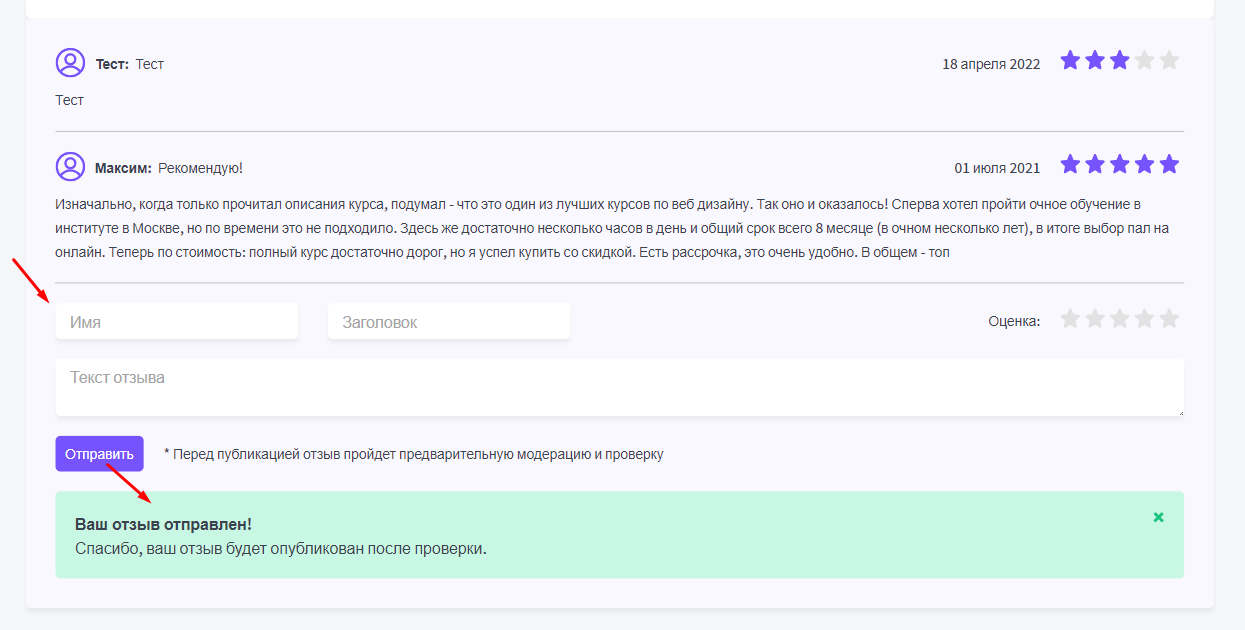 Тест: Тест 18 апреля 2022
Тест
Максим: Рекомендую! 01 июля 2021
Изначально, когда только прочитал описания курса, подумал - что это один из лучших курсов по веб дизайну. Так оно и оказалось! Сперва хотел пройти очное обучение в
институте в Москве, но по времени это не подходило. Здесь же достаточно несколько часов в день и общий срок всего 8 месяце (в очном несколько лет), в итоге выбор пал на
онлайн. Теперь по стоимость: полный курс достаточно дорог, но я успел купить со скидкой. Есть рассрочка, это очень удобно. В общем - топ
Имя Заголовок Оценка:
Текст отзыва
Отправить * Перед публикацией отзыв пройдет предварительную модерацию и проверку
Ваш отзыв отправлен!
Спасибо, ваш отзыв будет опубликован после проверки.